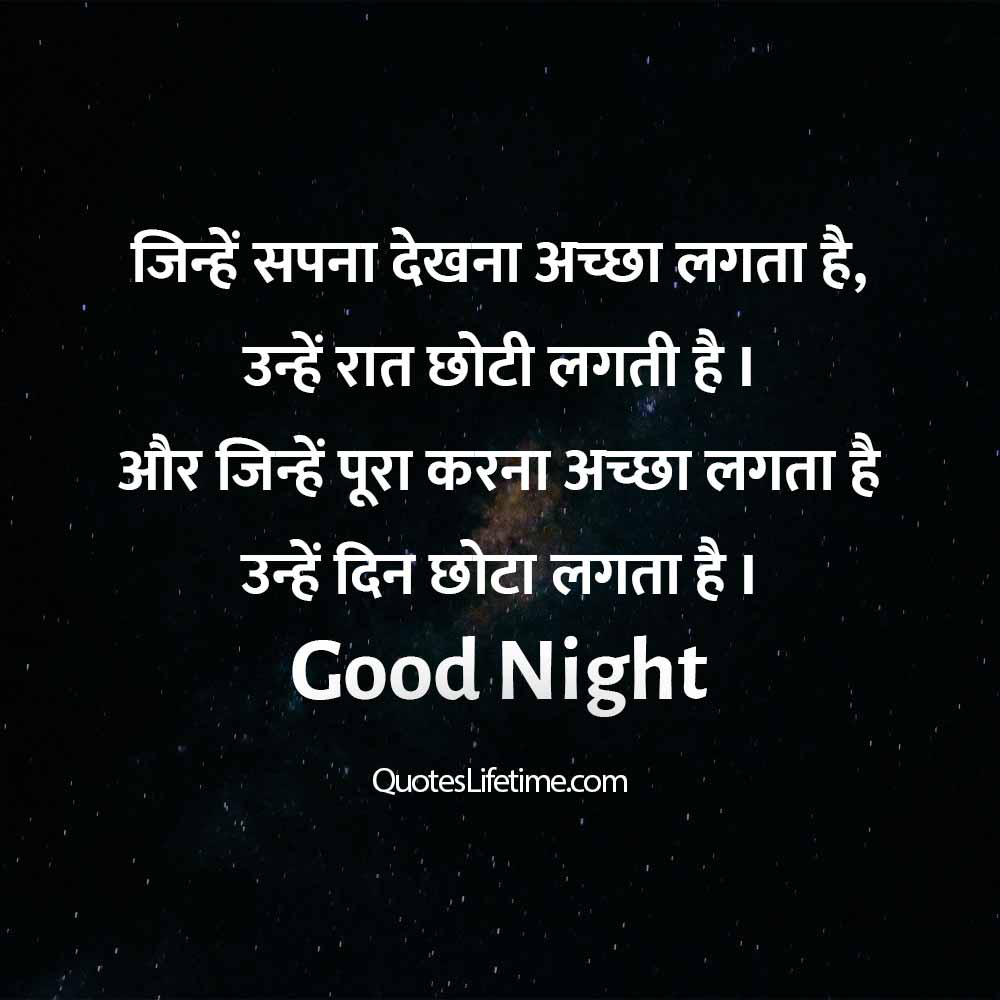 जिन्हें सपना देखना अच्छा लगता है,
उन्हें रात छोटी लगती है ।
और जिन्हें पूरा करना अच्छा लगता है
उन्हें दिन छोटा लगता है ।
Good Night
QuotesLifetime.com